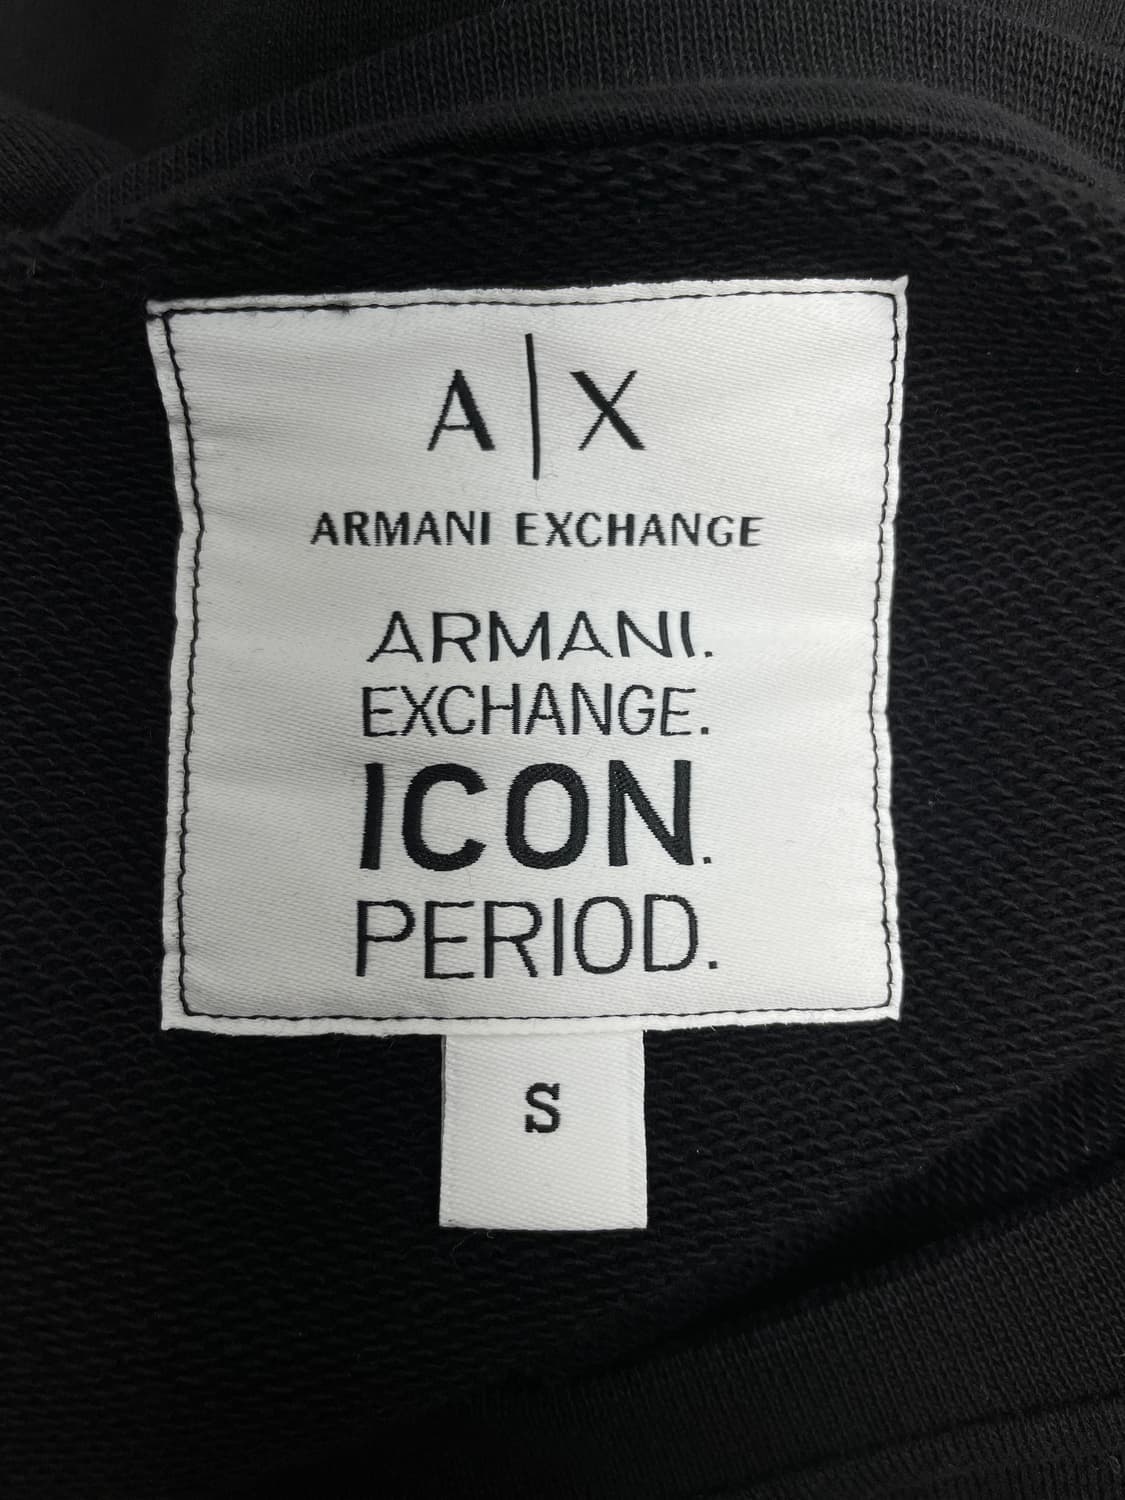 A|X
ARMANI EXCHANGE
ARMANI.
EXCHANGE.
ICON.
PERIOD.
S